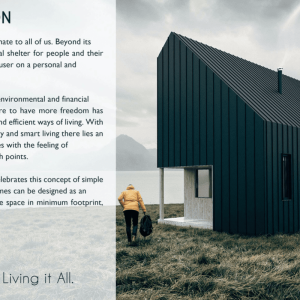 ON
mate to all of us. Beyond its
al shelter for people and their
user on a personal and
nvironmental and financial
re to have more freedom has
nd efficient ways of living. With
y and smart living there lies an
es with the feeling of
h points.
elebrates this concept of simple
mes can be designed as an
e space in minimum footprint,
Living it All.